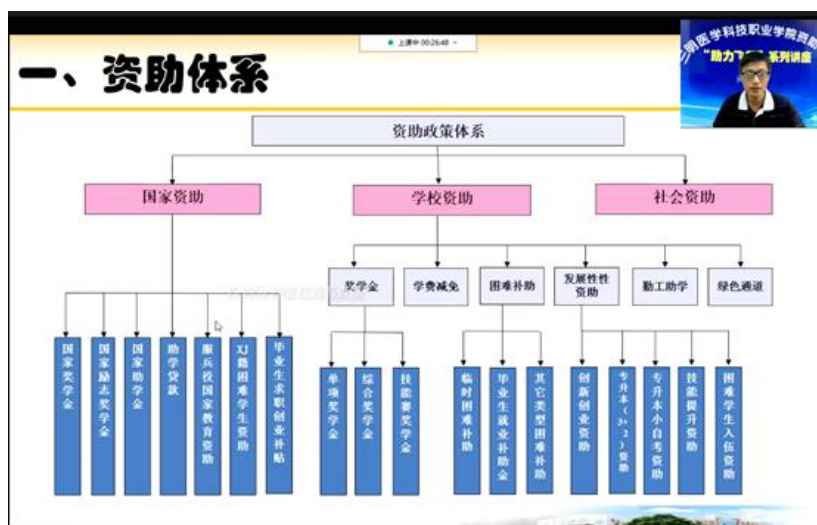 上课中 00:26:48
三明医学科技职业学院资助
系列讲座
一、资助体系
资助政策体系
国家资助
学校资助
社会资助
奖学金
学费减免
困难补助
发展性性资助
勤工助学
绿色通道
国家奖学金
国家励志奖学金
国家助学金
助学贷款
服兵役国家教育资助
XJ籍困难学生资助
毕业生求职创业补贴
单项奖学金
综合奖学金
技能赛奖学金
临时困难补助
毕业生就业补助金
其它类型困难补助
创新创业资助
专升本(3+2)资助
专升本小自考资助
技能提升资助
困难学生入伍资助